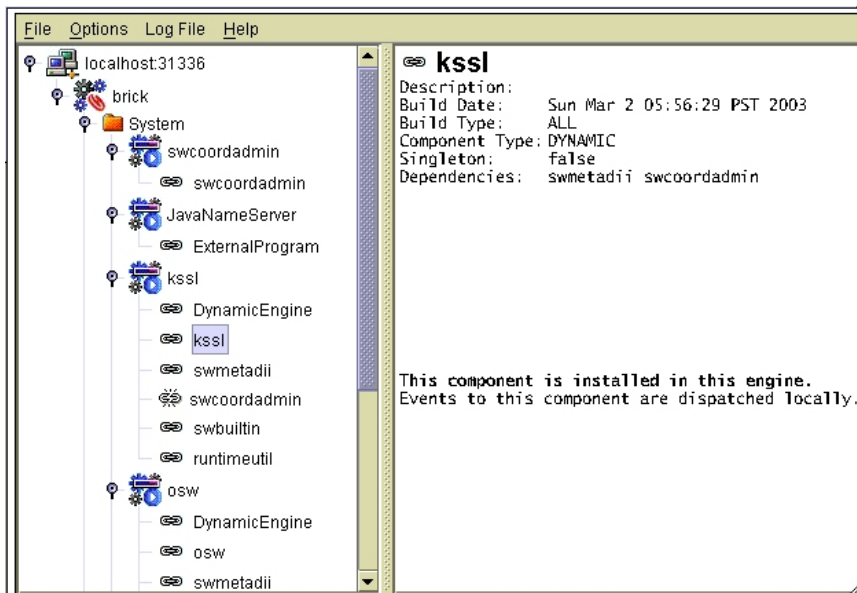 File Options Log File Help
localhost:31336
brick
System
swcoordadmin
swcoordadmin
JavaNameServer
ExternalProgram
kssl
DynamicEngine
kssl
swmetadii
swcoordadmin
swbuiltin
runtimeutil
osw
DynamicEngine
osw
swmetadii
kssl
Description:
Build Date: Sun Mar 2 05:56:29 PST 2003
Build Type: ALL
Component Type: DYNAMIC
Singleton: false
Dependencies: swmetadii swcoordadmin
This component is installed in this engine.
Events to this component are dispatched locally.